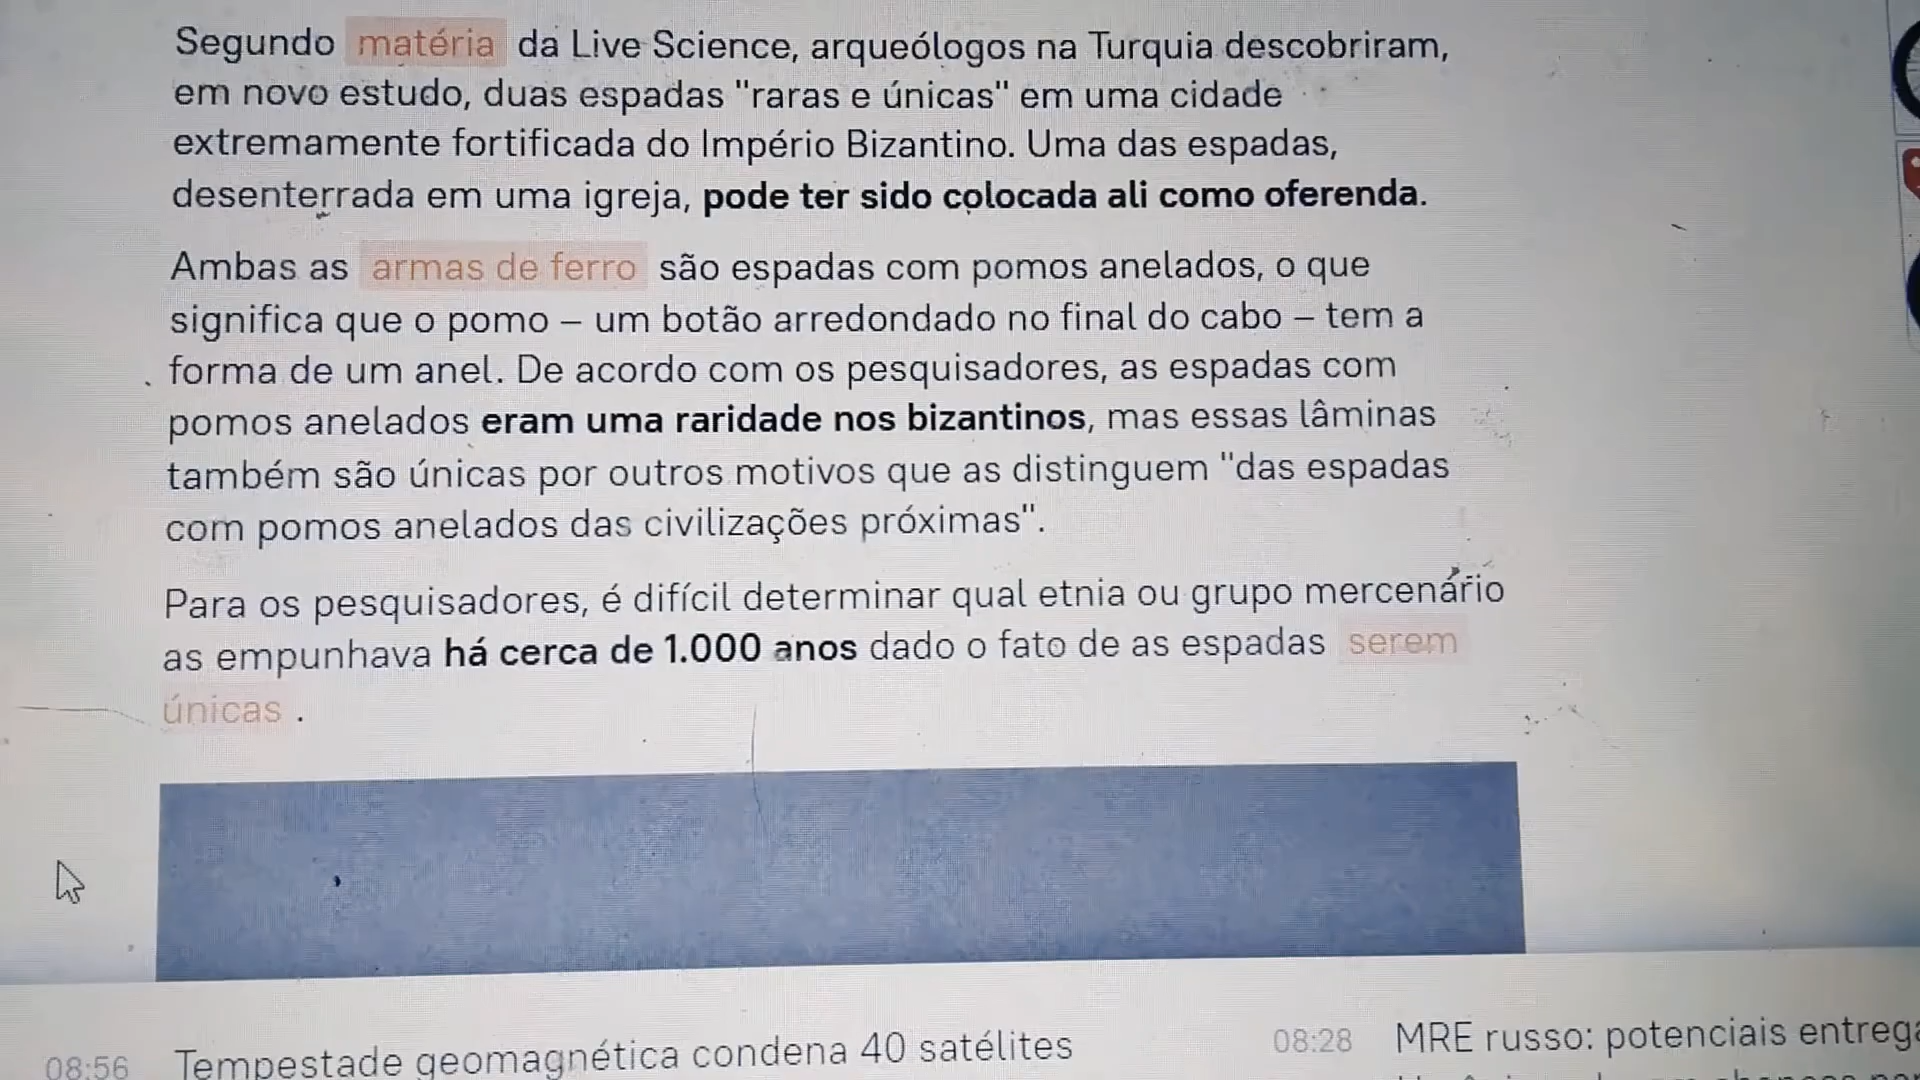 Segundo matéria da Live Science, arqueólogos na Turquia descobriram,
em novo estudo, duas espadas "raras e únicas" em uma cidade
extremamente fortificada do Império Bizantino. Uma das espadas,
desenterrada em uma igreja, pode ter sido colocada ali como oferenda.
Ambas as armas de ferro são espadas com pomos anelados, o que
significa que o pomo – um botão arredondado no final do cabo – tem a
forma de um anel. De acordo com os pesquisadores, as espadas com
pomos anelados eram uma raridade nos bizantinos, mas essas lâminas
também são únicas por outros motivos que as distinguem "das espadas
com pomos anelados das civilizações próximas".
Para os pesquisadores, é difícil determinar qual etnia ou grupo mercenário
as empunhava há cerca de 1.000 anos dado o fato de as espadas serem
únicas .
08:56 Tempestade geomagnética condena 40 satélites
08:28 MRE russo: potenciais